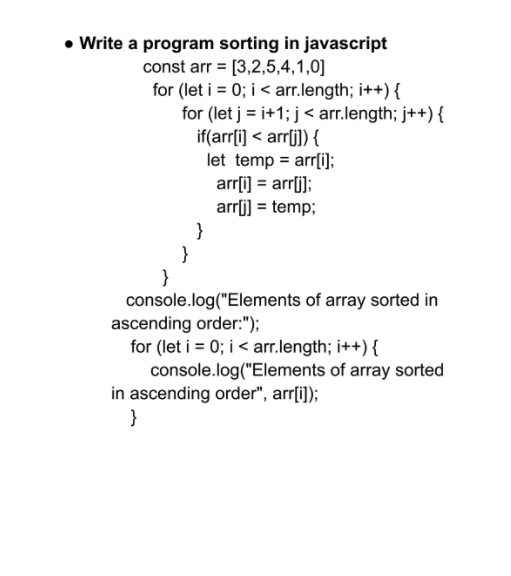 ● Write a program sorting in javascript
const arr = [3,2,5,4,1,0]
for (let i = 0; i < arr.length; i++) {
for (let j = i+1; j < arr.length; j++) {
if(arr[i] < arr[j]) {
let temp = arr[i];
arr[i] = arr[j];
arr[j] = temp;
}
}
}
console.log("Elements of array sorted in
ascending order:");
for (let i = 0; i < arr.length; i++) {
console.log("Elements of array sorted
in ascending order", arr[i]);
}